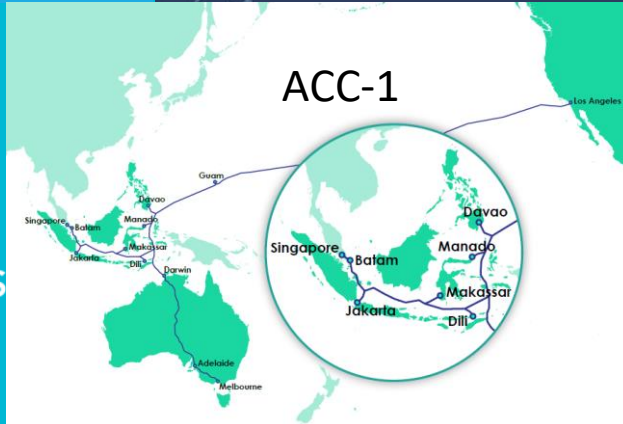 ACC-1
Los Angeles
Guam
Davao
Singapore
Batam
Manado
Makassar
Jakarta
Dili
Darwin
Adelaide
Melbourne
Davao
Singapore
Batam
Manado
Makassar
Jakarta
Dili
s